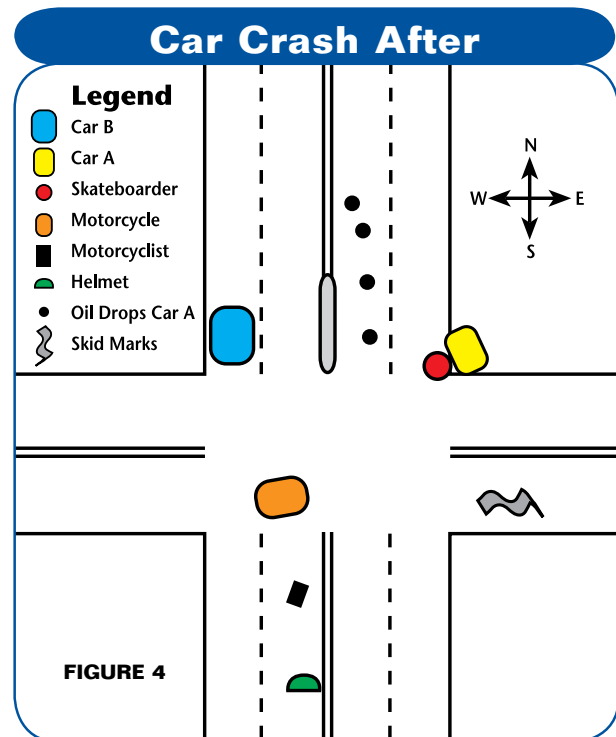 Car Crash After
Legend
Car B
Car A
Skateboarder
Motorcycle
Motorcyclist
Helmet
Oil Drops Car A
Skid Marks
N
W E
S
FIGURE 4